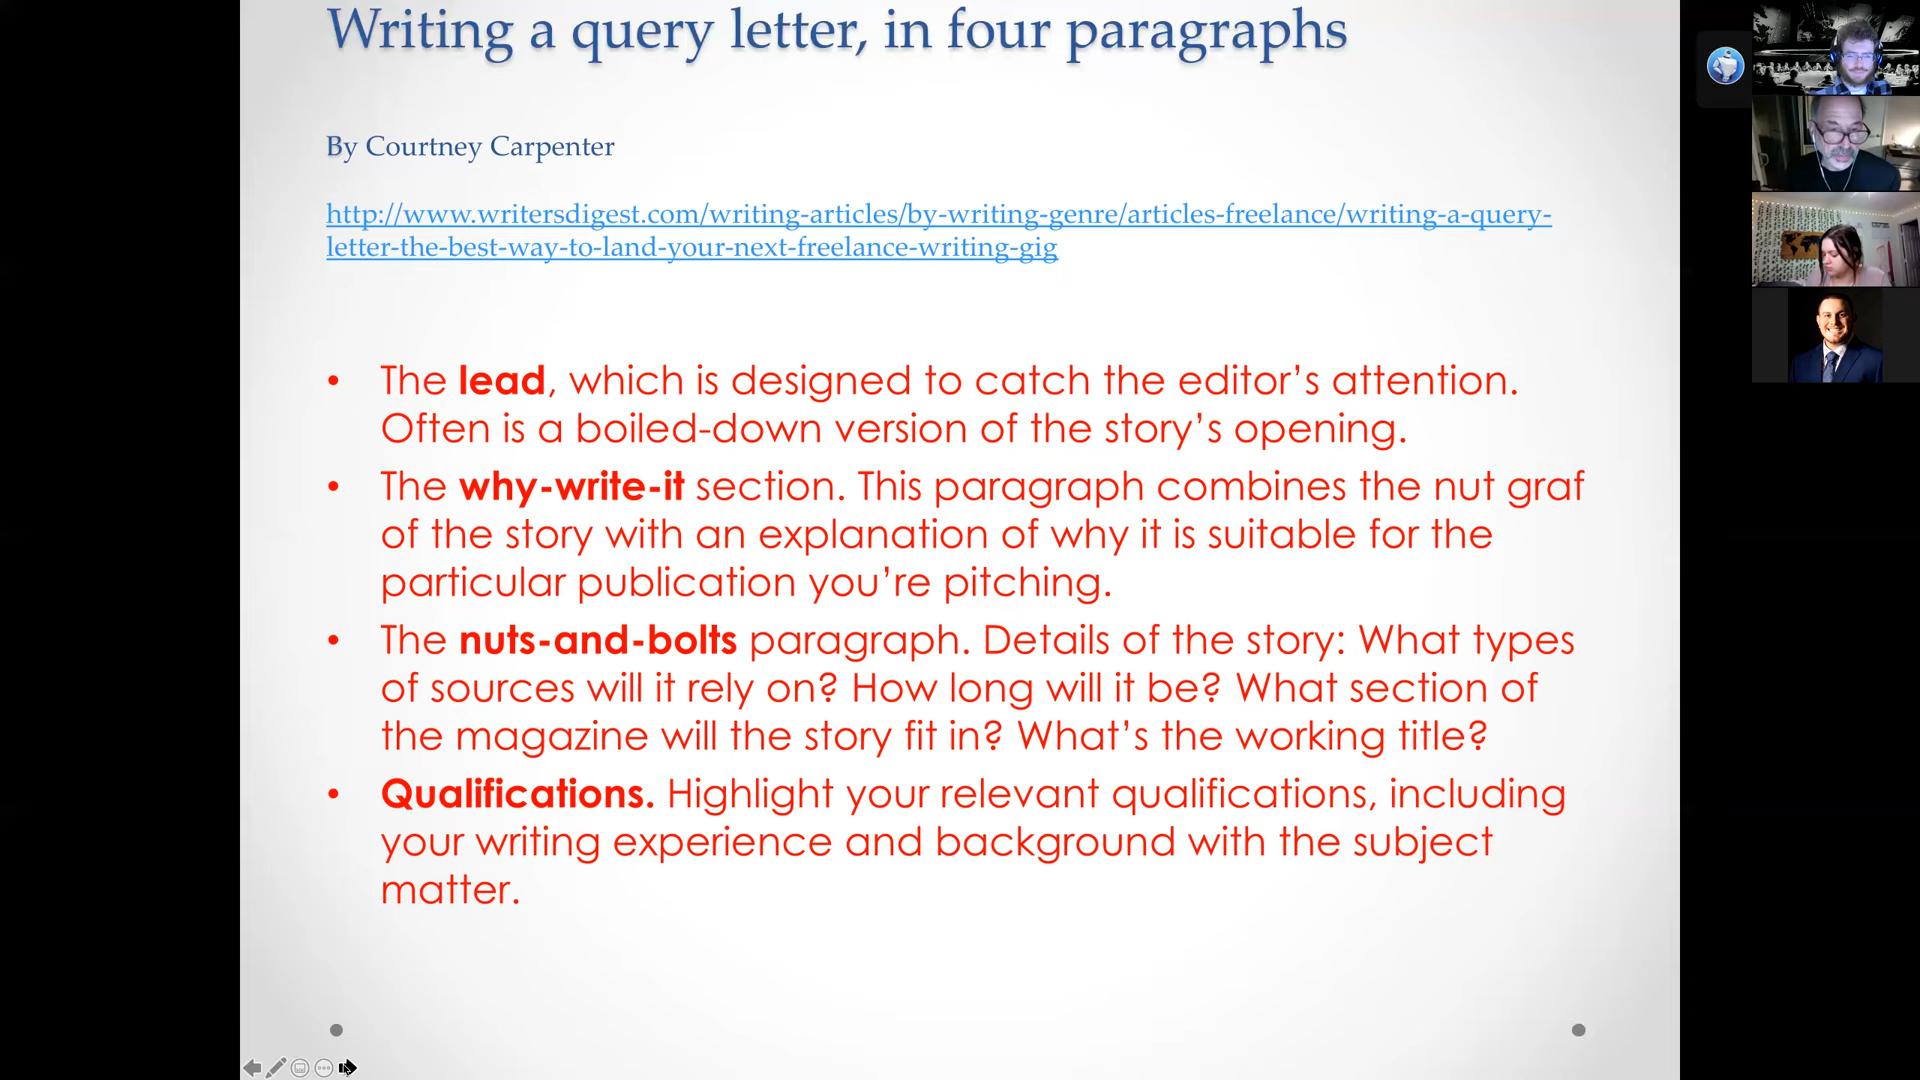 Writing a query letter, in four paragraphs
By Courtney Carpenter
http://www.writersdigest.com/writing-articles/by-writing-genre/articles-freelance/writing-a-query-
letter-the-best-way-to-land-your-next-freelance-writing-gig
• The lead, which is designed to catch the editor’s attention.
Often is a boiled-down version of the story’s opening.
• The why-write-it section. This paragraph combines the nut graf
of the story with an explanation of why it is suitable for the
particular publication you’re pitching.
• The nuts-and-bolts paragraph. Details of the story: What types
of sources will it rely on? How long will it be? What section of
the magazine will the story fit in? What’s the working title?
• Qualifications. Highlight your relevant qualifications, including
your writing experience and background with the subject
matter.